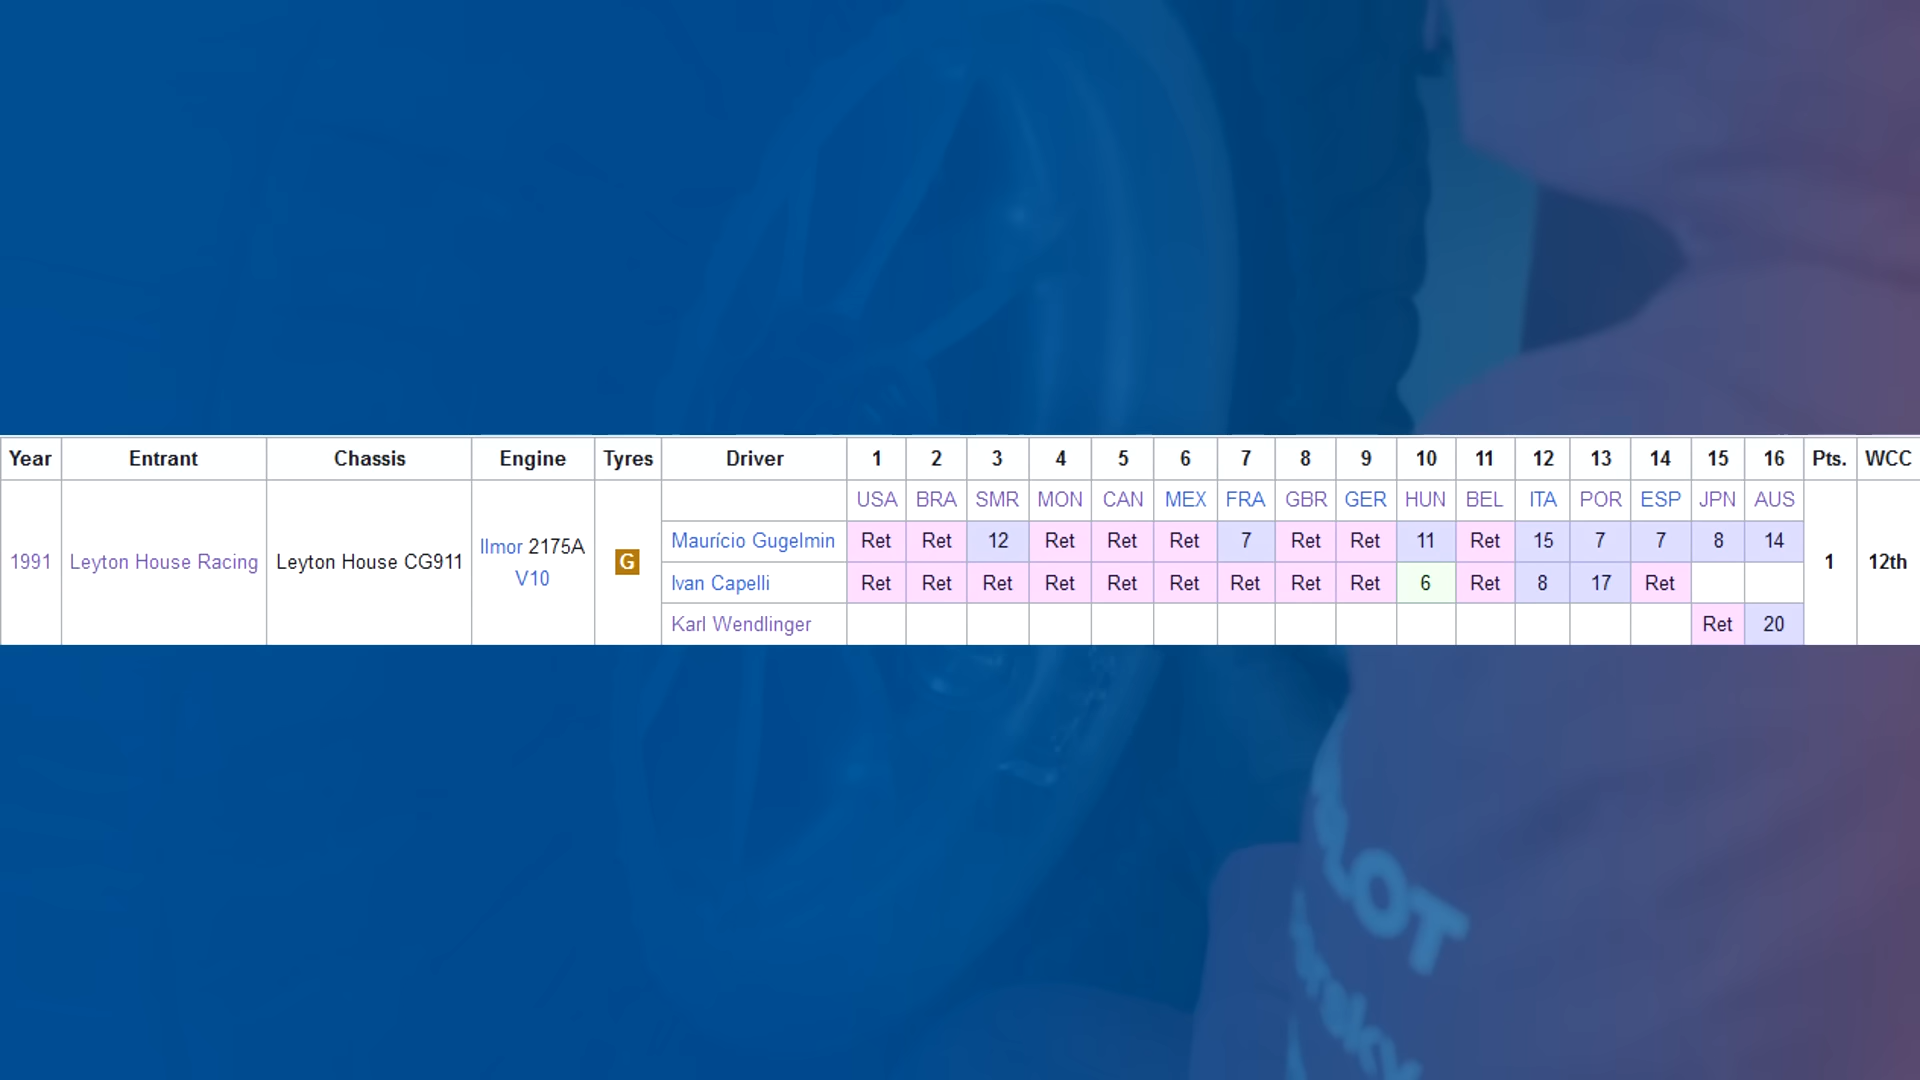 Year Entrant Chassis Engine Tyres Driver 1 2 3 4 5 6 7 8 9 10 11 12 13 14 15 16 Pts. WCC
USA BRA SMR MON CAN MEX FRA GBR GER HUN BEL ITA POR ESP JPN AUS
1991 Leyton House Racing Leyton House CG911 Ilmor 2175A
V10 G
Maurício Gugelmin Ret Ret 12 Ret Ret Ret 7 Ret Ret 11 Ret 15 7 7 8 14
Ivan Capelli Ret Ret Ret Ret Ret Ret Ret Ret Ret 6 Ret 8 17 Ret
Karl Wendlinger Ret 20
1 12th